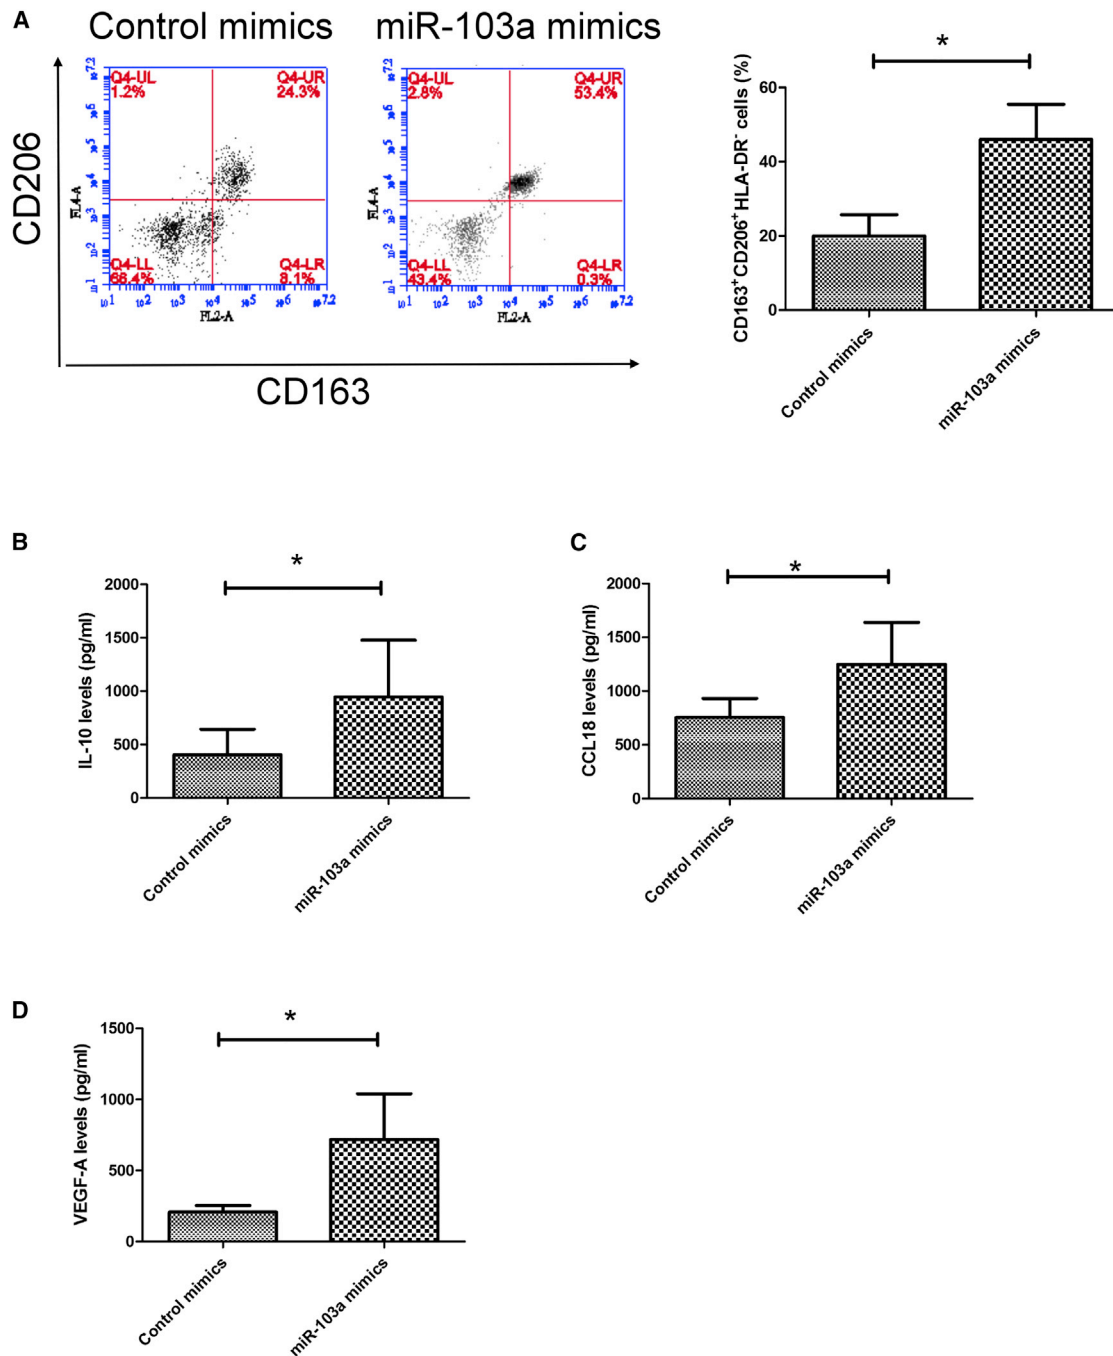 A
Control mimics
miR-103a mimics
CD206
Q4-UL
1.2%
Q4-UR
24.3%
Q4-LL
68.4%
Q4-LR
8.1%
FL4-A
FL2-A
Q4-UL
2.8%
Q4-UR
53.4%
Q4-LL
43.4%
Q4-LR
0.3%
FL4-A
FL2-A
CD163
*
CD163+CD206+HLA-DR- cells (%)
60
40
20
0
Control mimics
miR-103a mimics
B
*
IL-10 levels (pg/ml)
2000
1500
1000
500
0
Control mimics
miR-103a mimics
C
*
CCL18 levels (pg/ml)
2000
1500
1000
500
0
Control mimics
miR-103a mimics
D
*
VEGF-A levels (pg/ml)
1500
1000
500
0
Control mimics
miR-103a mimics